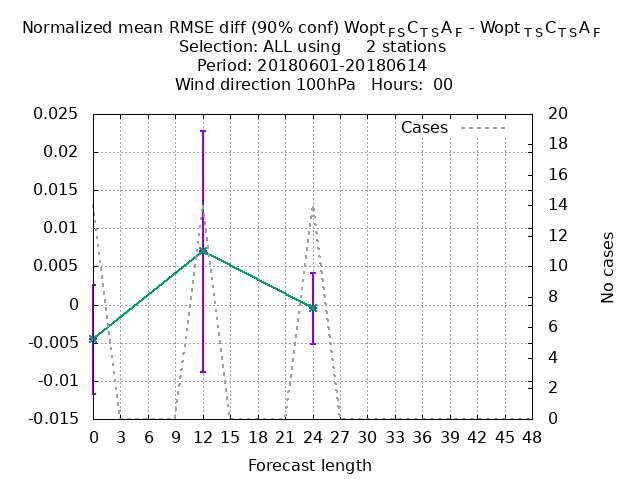 Normalized mean RMSE diff (90% conf) Wopt FS C TS A F - Wopt TS C TS A F
Selection: ALL using 2 stations
Period: 20180601-20180614
Wind direction 100hPa Hours: 00
Cases
0.025
0.02
0.015
0.01
0.005
0
-0.005
-0.01
-0.015
20
18
16
14
12
10
8
6
4
2
0
No cases
0 3 6 9 12 15 18 21 24 27 30 33 36 39 42 45 48
Forecast length